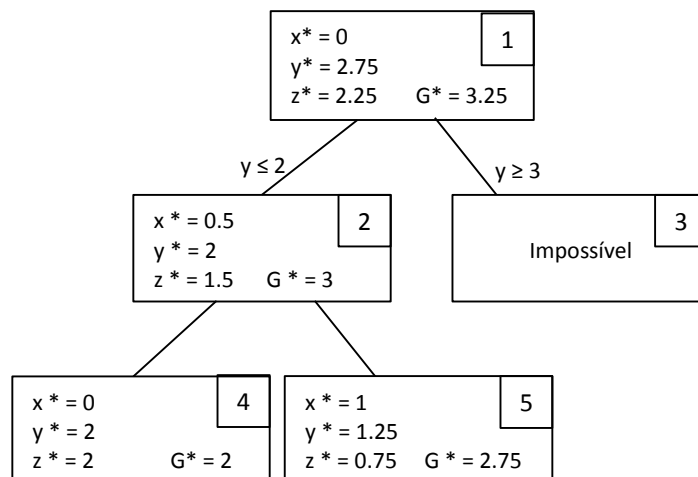 x* = 0
1
y* = 2.75
z* = 2.25 G* = 3.25
y ≤ 2
y ≥ 3
x * = 0.5
2
y * = 2
z * = 1.5 G * = 3
3
Impossível
x * = 0
4
y * = 2
z * = 2 G* = 2
x * = 1
5
y * = 1.25
z * = 0.75 G * = 2.75